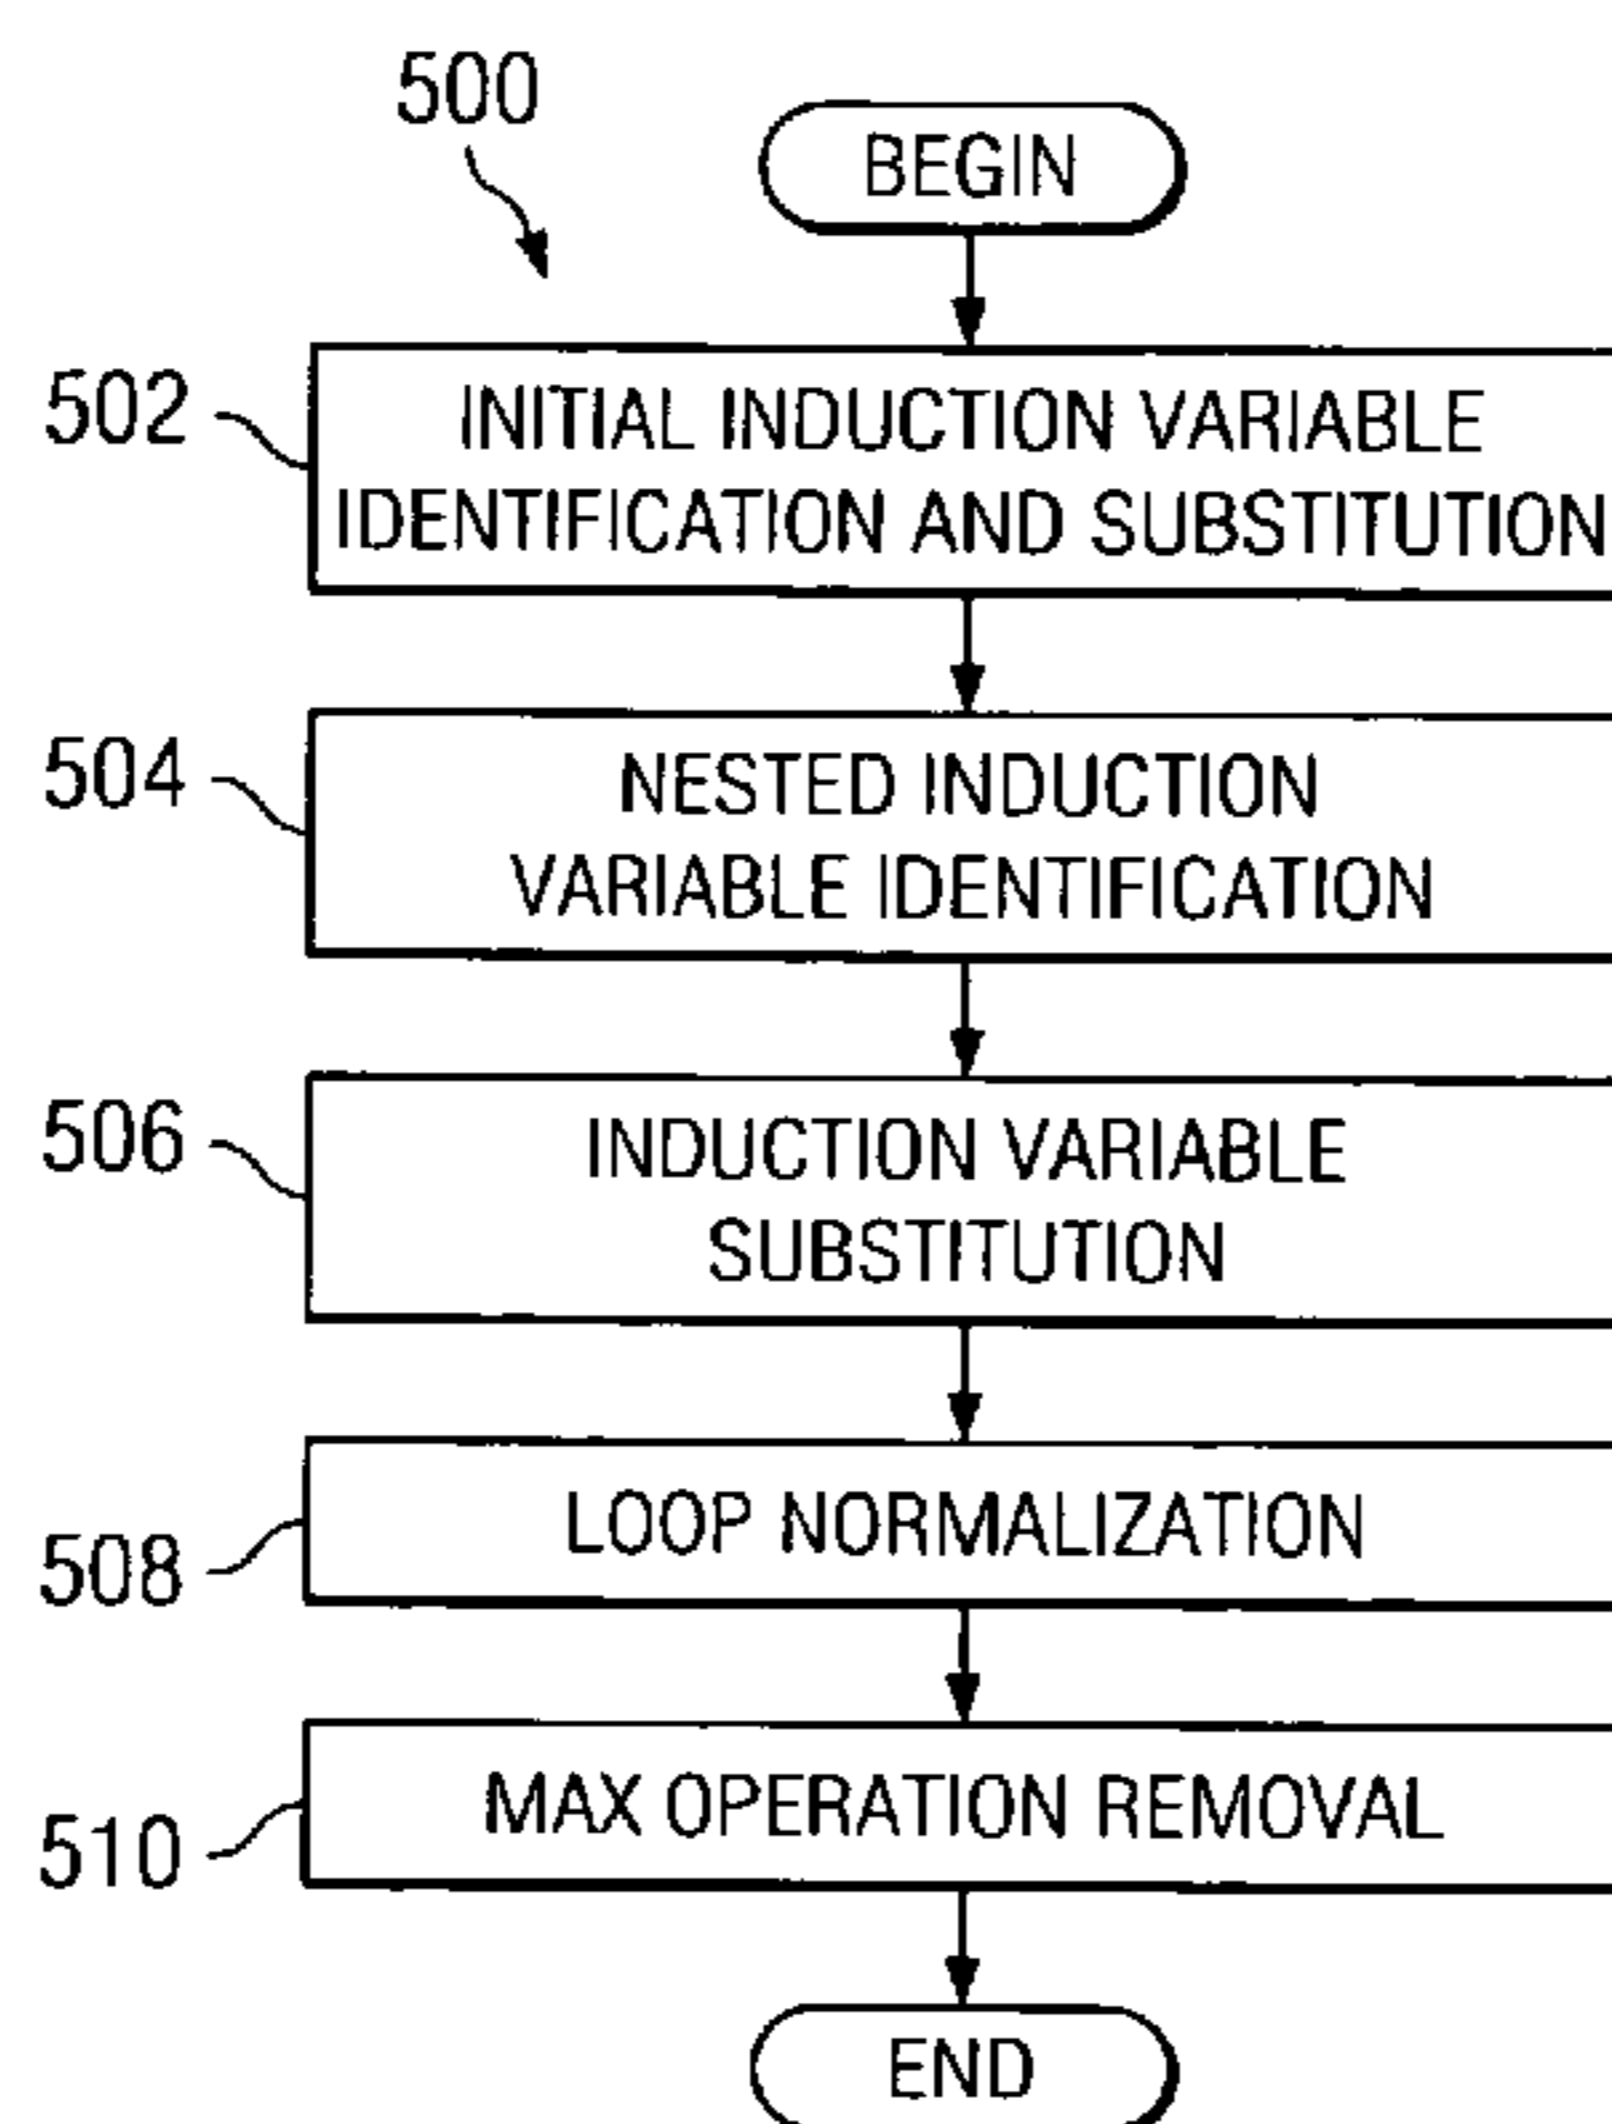 500
BEGIN
502
INITIAL INDUCTION VARIABLE
IDENTIFICATION AND SUBSTITUTION
504
NESTED INDUCTION
VARIABLE IDENTIFICATION
506
INDUCTION VARIABLE
SUBSTITUTION
508
LOOP NORMALIZATION
510
MAX OPERATION REMOVAL
END